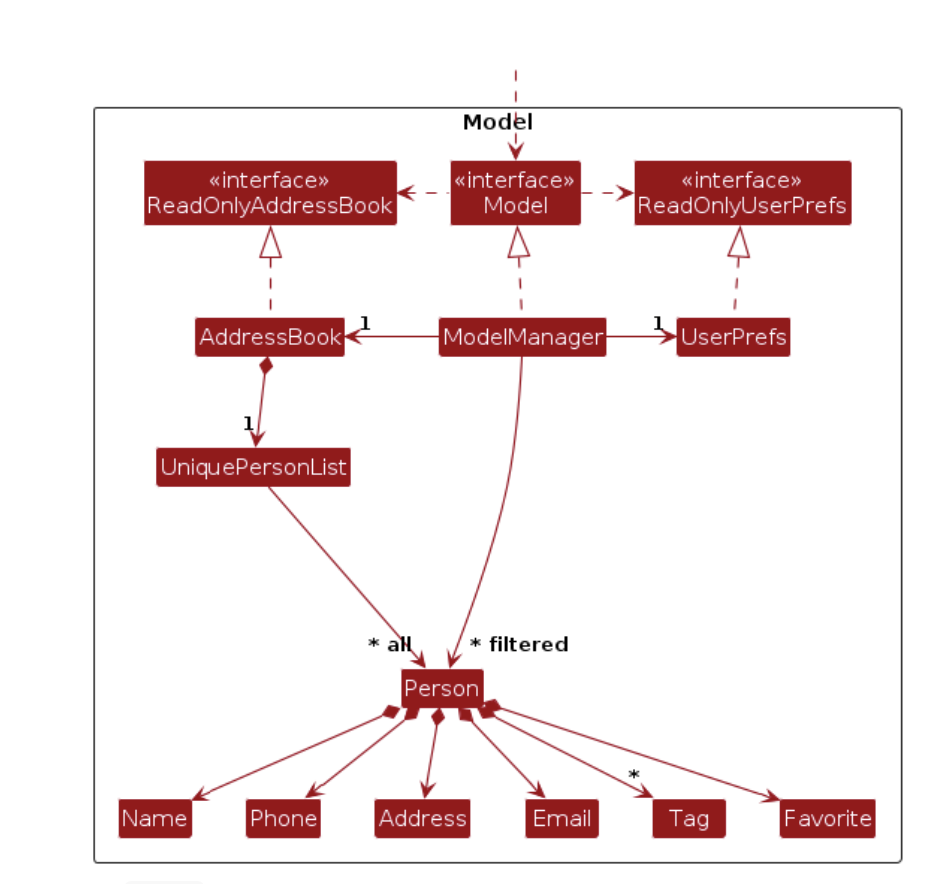 Model
«interface»
ReadOnlyAddressBook
«interface»
Model
«interface»
ReadOnlyUserPrefs
AddressBook
1
ModelManager
1
UserPrefs
1
UniquePersonList
* all
* filtered
Person
*
Name
Phone
Address
Email
Tag
Favorite